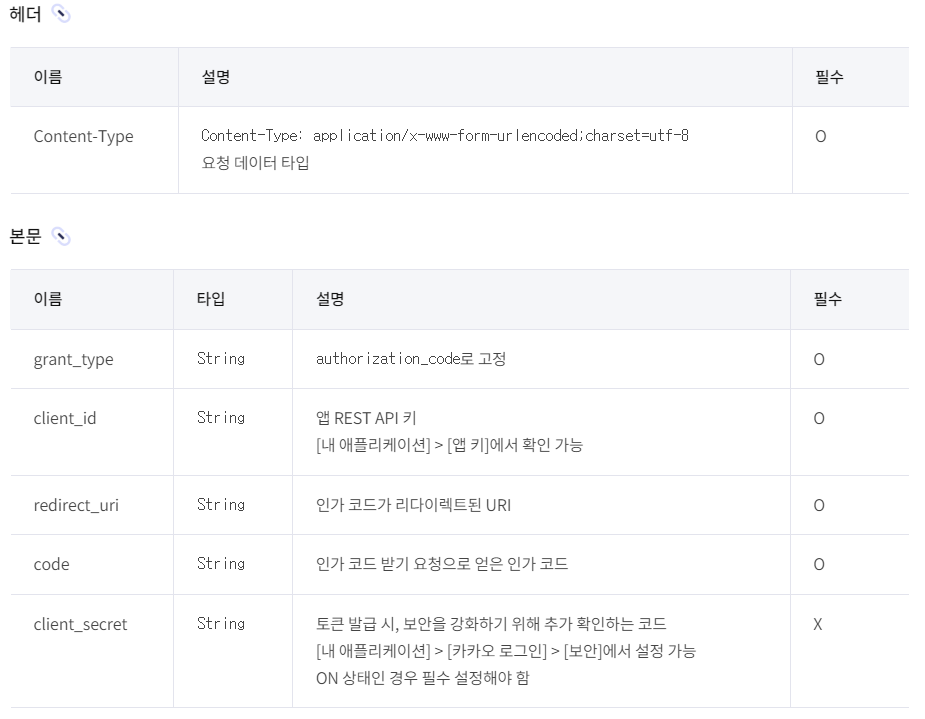 헤더
이름 설명 필수
Content-Type Content-Type: application/x-www-form-urlencoded;charset=utf-8 O
요청 데이터 타입
본문
이름 타입 설명 필수
grant_type String authorization_code로 고정 O
client_id String 앱 REST API 키 O
[내 애플리케이션] > [앱 키]에서 확인 가능
redirect_uri String 인가 코드가 리다이렉트된 URI O
code String 인가 코드 받기 요청으로 얻은 인가 코드 O
client_secret String 토큰 발급 시, 보안을 강화하기 위해 추가 확인하는 코드 X
[내 애플리케이션] > [카카오 로그인] > [보안]에서 설정 가능
ON 상태인 경우 필수 설정해야 함